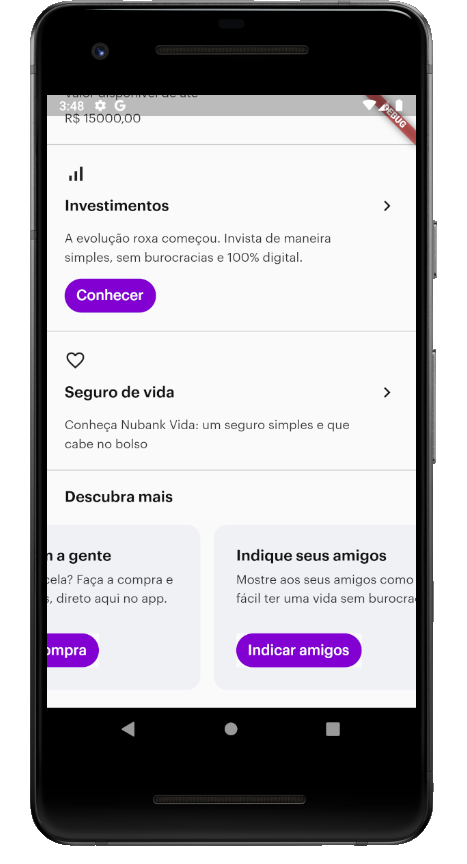 Valor disponível de até
3:48
DEBUG
R$ 15000,00
Investimentos
A evolução roxa começou. Invista de maneira
simples, sem burocracias e 100% digital.
Conhecer
Seguro de vida
Conheça Nubank Vida: um seguro simples e que
cabe no bolso
Descubra mais
a gente
Faça a compra e
direto aqui no app.
Indique seus amigos
Mostre aos seus amigos como
fácil ter uma vida sem
Indicar amigos